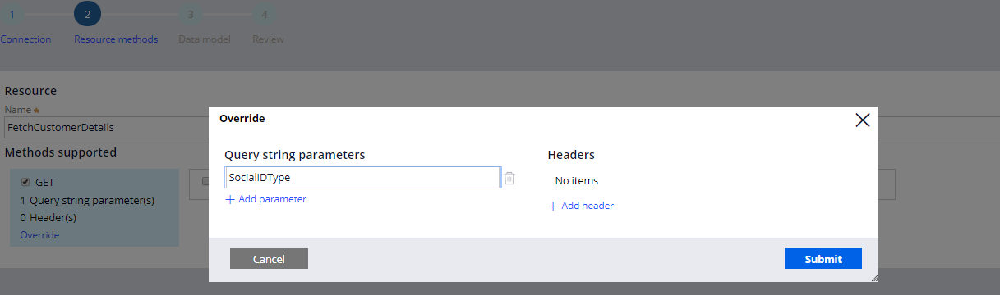 1
2
3
4
Connection
Resource methods
Data model
Review
Resource
Name ★
FetchCustomerDetails
Methods supported
GET
1 Query string parameter(s)
0 Header(s)
Override
Override
Query string parameters
SocialIDType
+ Add parameter
Headers
No items
+ Add header
Cancel
Submit